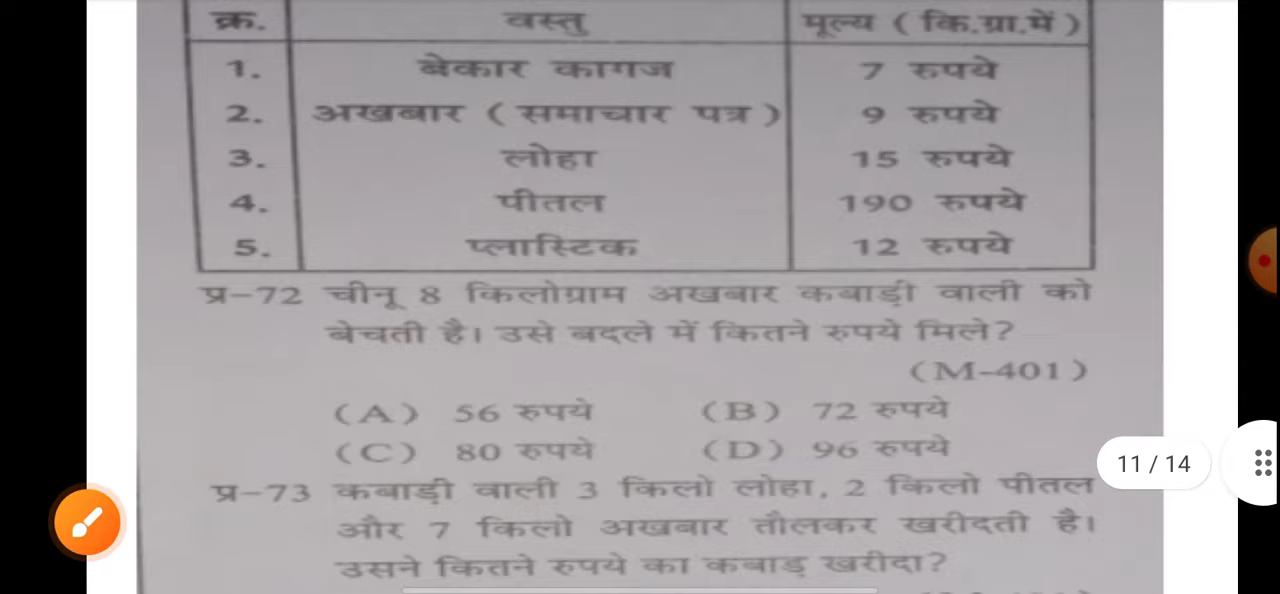 क्र. वस्तु मूल्य ( कि.ग्रा.में )
1. बेकार कागज 7 रुपये
2. अखबार ( समाचार पत्र ) 9 रुपये
3. लोहा 15 रुपये
4. पीतल 190 रुपये
5. प्लास्टिक 12 रुपये
प्र-72 चीनू 8 किलोग्राम अखबार कबाड़ी वाली को
बेचती है। उसे बदले में कितने रुपये मिले?
(M-401)
(A) 56 रुपये (B) 72 रुपये
(C) 80 रुपये (D) 96 रुपये
11 / 14
प्र-73 कबाड़ी वाली 3 किलो लोहा, 2 किलो पीतल
और 7 किलो अखबार तौलकर खरीदती है।
उसने कितने रुपये का कबाड़ खरीदा?